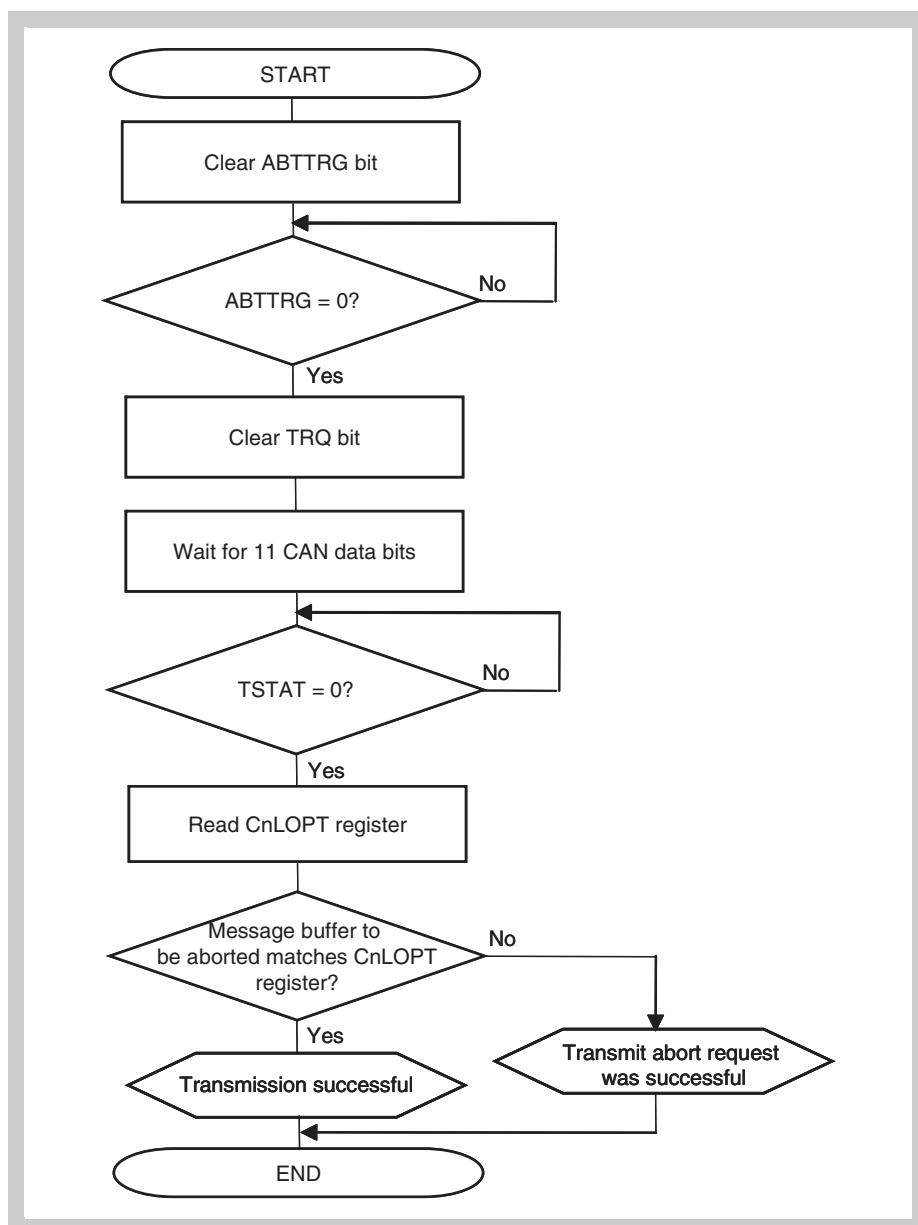 START
Clear ABTTRG bit
ABTTRG = 0?
No
Yes
Clear TRQ bit
Wait for 11 CAN data bits
TSTAT = 0?
No
Yes
Read CnLOPT register
Message buffer to
be aborted matches CnLOPT
register?
No
Yes
Transmission successful
Transmit abort request
was successful
END